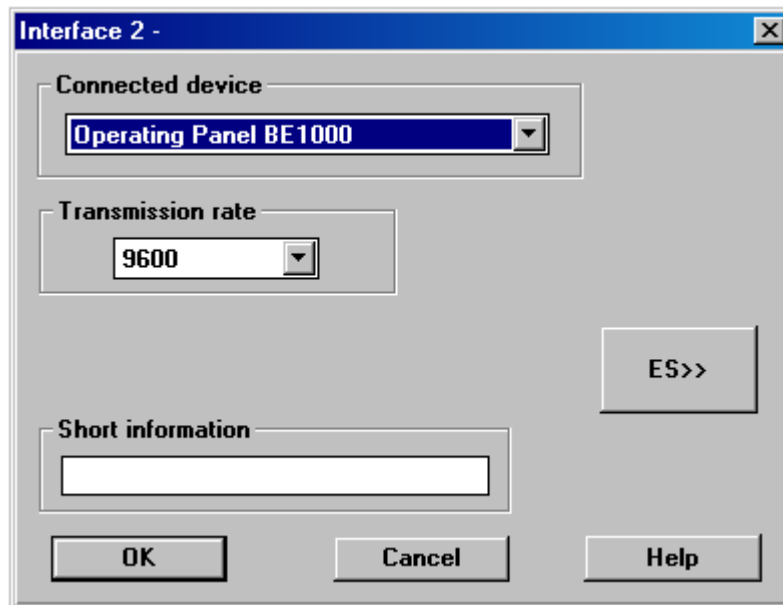 Interface 2 -
Connected device
Operating Panel BE1000
Transmission rate
9600
ES>>
Short information
OK Cancel Help